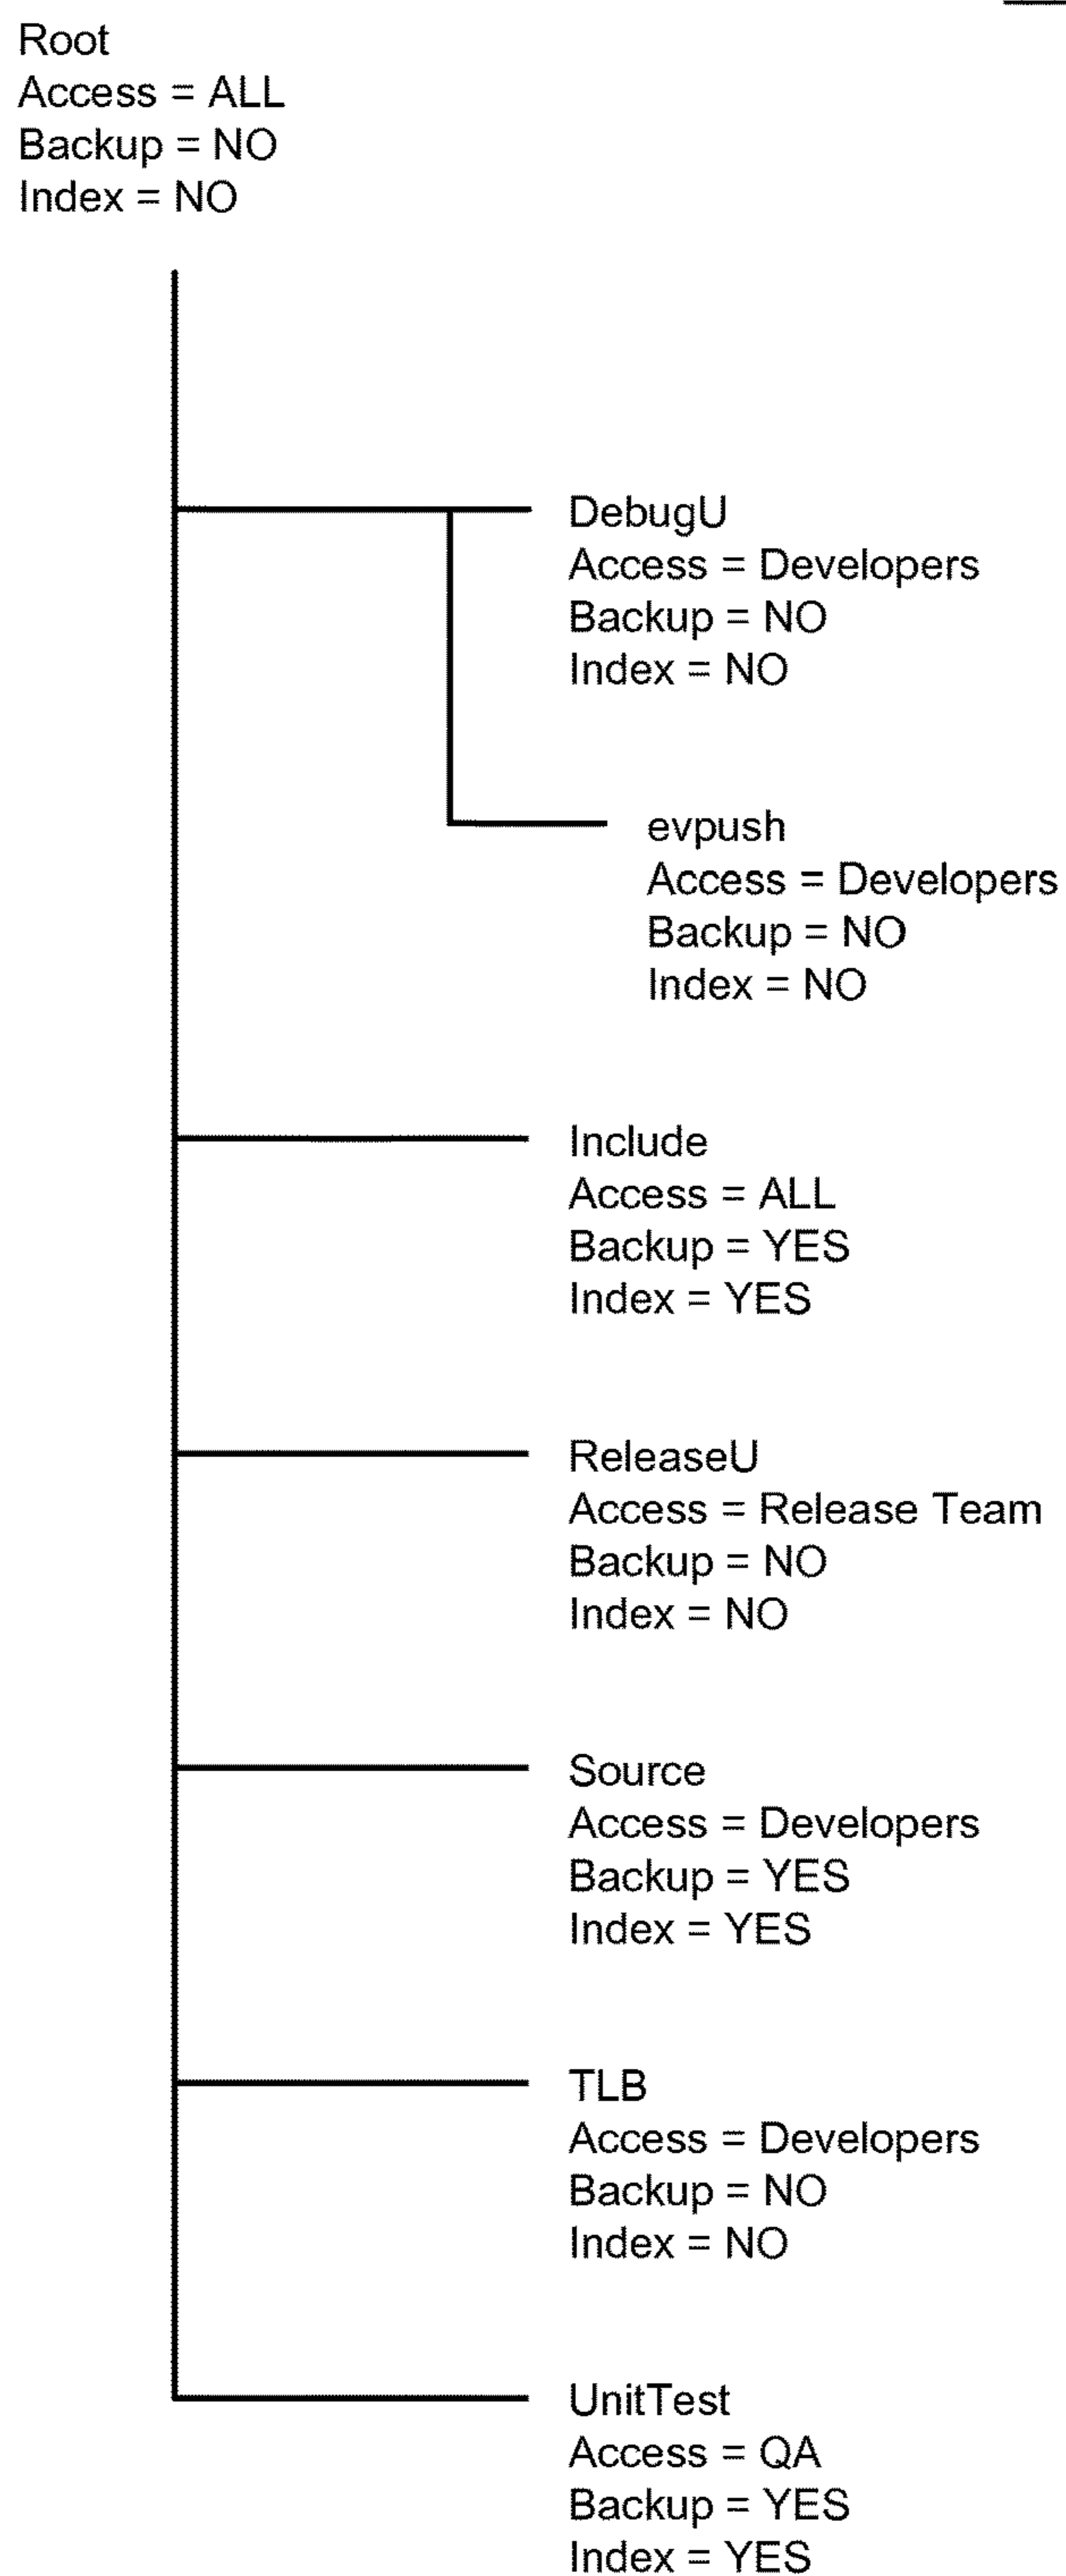 Root
Access = ALL
Backup = NO
Index = NO
DebugU
Access = Developers
Backup = NO
Index = NO
evpush
Access = Developers
Backup = NO
Index = NO
Include
Access = ALL
Backup = YES
Index = YES
ReleaseU
Access = Release Team
Backup = NO
Index = NO
Source
Access = Developers
Backup = YES
Index = YES
TLB
Access = Developers
Backup = NO
Index = NO
UnitTest
Access = QA
Backup = YES
Index = YES